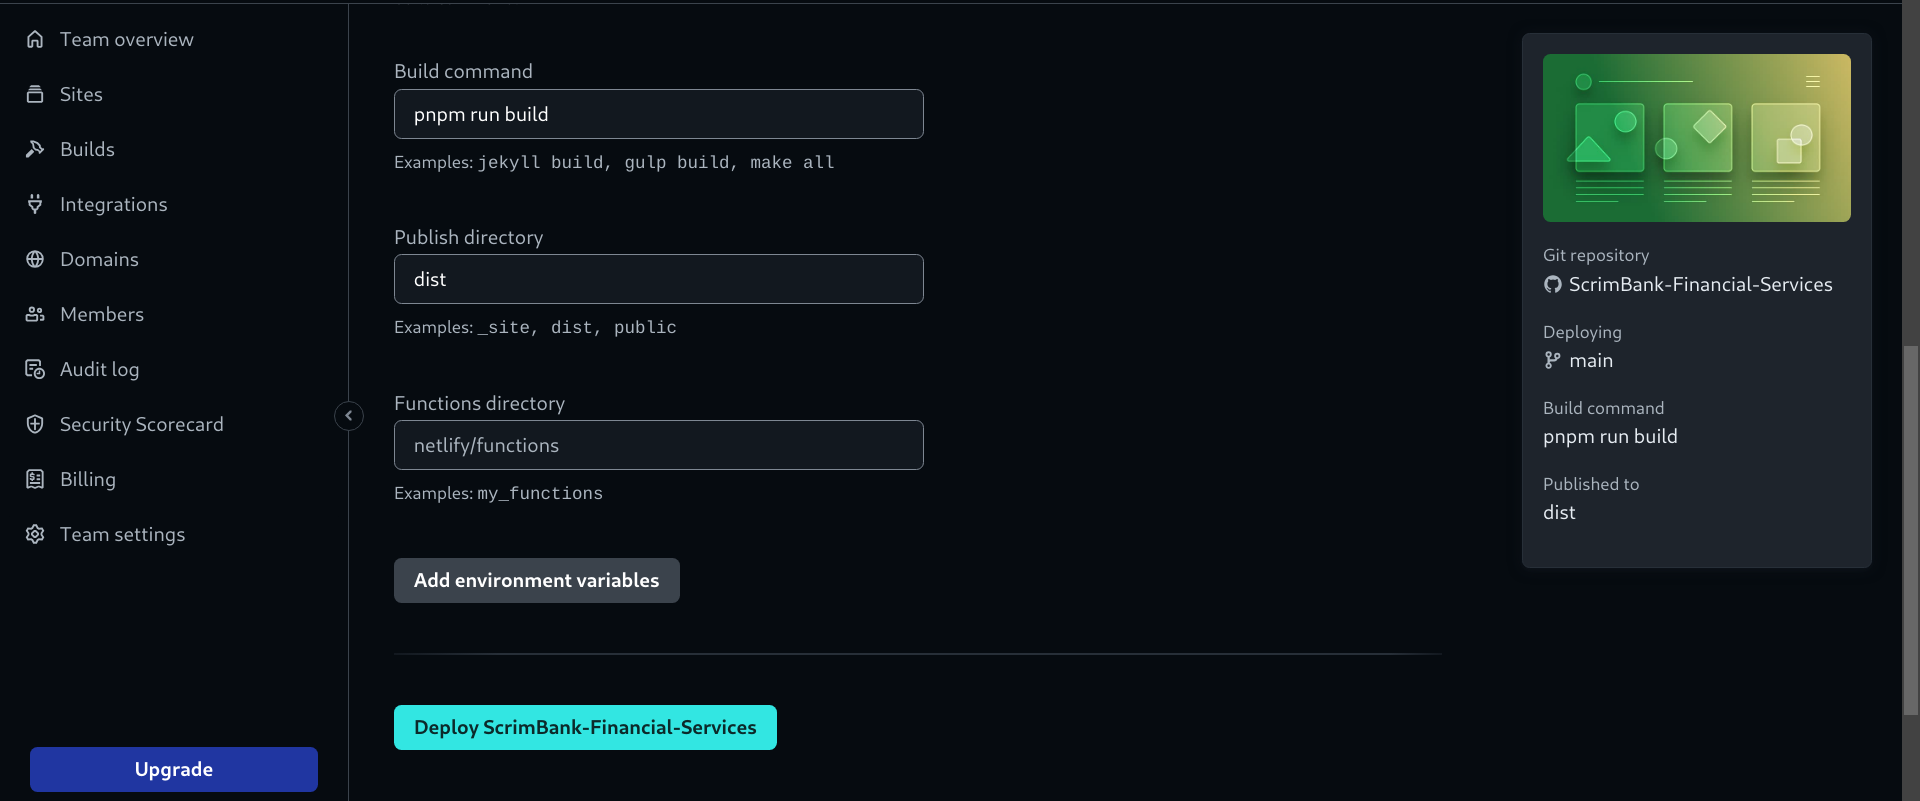 Team overview
Sites
Builds
Integrations
Domains
Members
Audit log
Security Scorecard
Billing
Team settings
Upgrade
Build command
pnpm run build
Examples: jekyll build, gulp build, make all
Publish directory
dist
Examples: _site, dist, public
Functions directory
netlify/functions
Examples: my_functions
Add environment variables
Deploy ScrimBank-Financial-Services
Git repository
ScrimBank-Financial-Services
Deploying
main
Build command
pnpm run build
Published to
dist